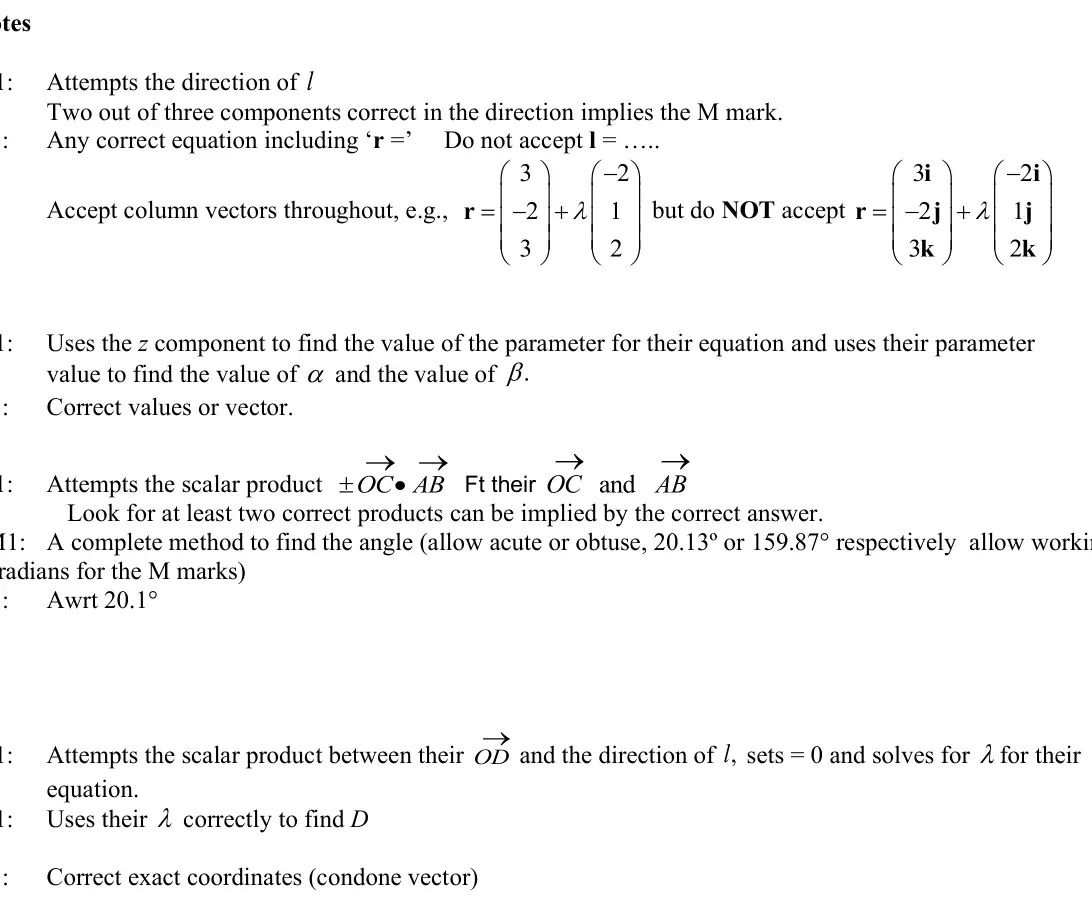 otes
1: Attempts the direction of l
Two out of three components correct in the direction implies the M mark.
: Any correct equation including ‘r =’ Do not accept l = …..
Accept column vectors throughout, e.g., r = (3 −2 3) + λ (−2 1 2) but do NOT accept r = (3i −2j 3k) + λ (−2i 1j 2k)
1: Uses the z component to find the value of the parameter for their equation and uses their parameter
value to find the value of α and the value of β.
: Correct values or vector.
1: Attempts the scalar product ±OC• AB Ft their OC and AB
Look for at least two correct products can be implied by the correct answer.
M1: A complete method to find the angle (allow acute or obtuse, 20.13º or 159.87° respectively allow worki
radians for the M marks)
: Awrt 20.1°
1: Attempts the scalar product between their OD and the direction of l, sets = 0 and solves for λ for their
equation.
1: Uses their λ correctly to find D
: Correct exact coordinates (condone vector)